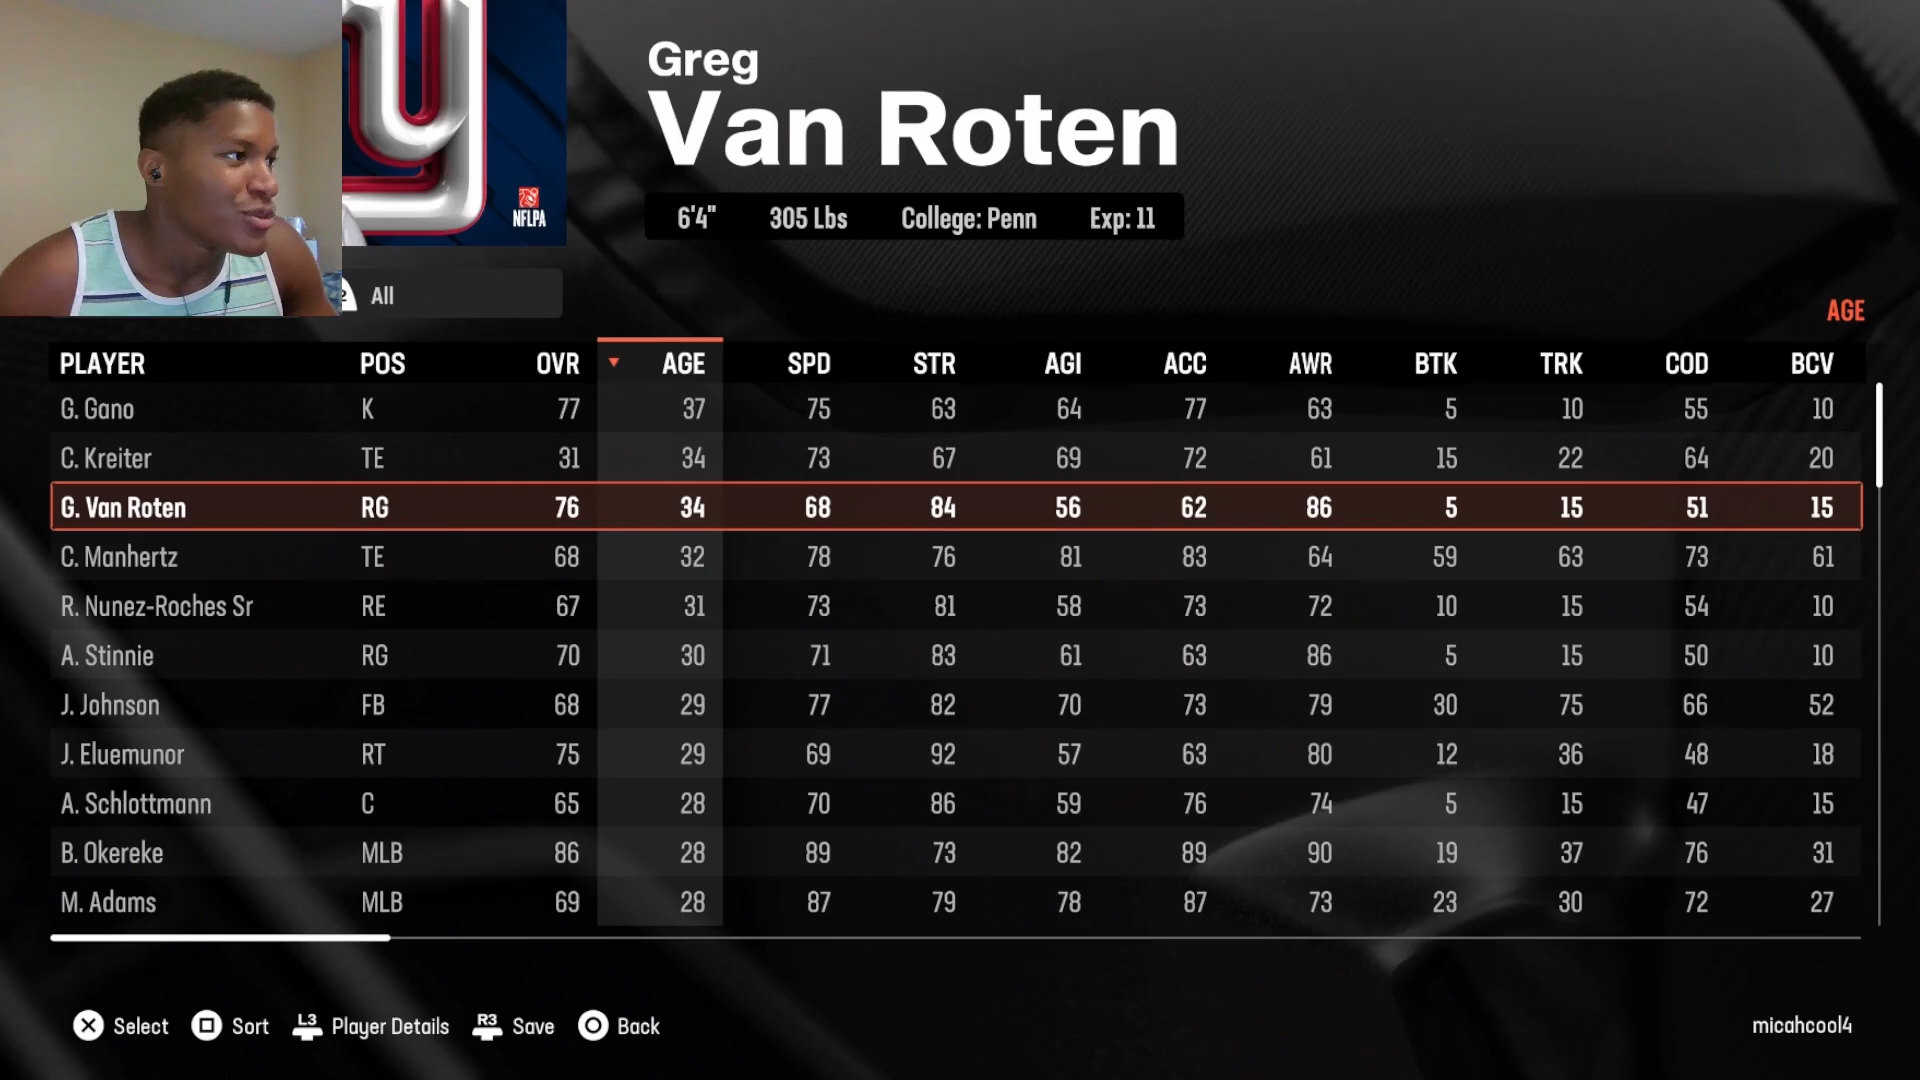 Greg
Van Roten
6'4" 305 Lbs College: Penn Exp: 11
NFLPA
All
AGE
PLAYER POS OVR AGE SPD STR AGI ACC AWR BTK TRK COD BCV
G. Gano K 77 37 75 63 64 77 63 5 10 55 10
C. Kreiter TE 31 34 73 67 69 72 61 15 22 64 20
G. Van Roten RG 76 34 68 84 56 62 86 5 15 51 15
C. Manhertz TE 68 32 78 76 81 83 64 59 63 73 61
R. Nunez-Roches Sr RE 67 31 73 81 58 73 72 10 15 54 10
A. Stinnie RG 70 30 71 83 61 63 86 5 15 50 10
J. Johnson FB 68 29 77 82 70 73 79 30 75 66 52
J. Eluemunor RT 75 29 69 92 57 63 80 12 36 48 18
A. Schlottmann C 65 28 70 86 59 76 74 5 15 47 15
B. Okereke MLB 86 28 89 73 82 89 90 19 37 76 31
M. Adams MLB 69 28 87 79 78 87 73 23 30 72 27
Select Sort L3 Player Details R3 Save Back
micahcool4